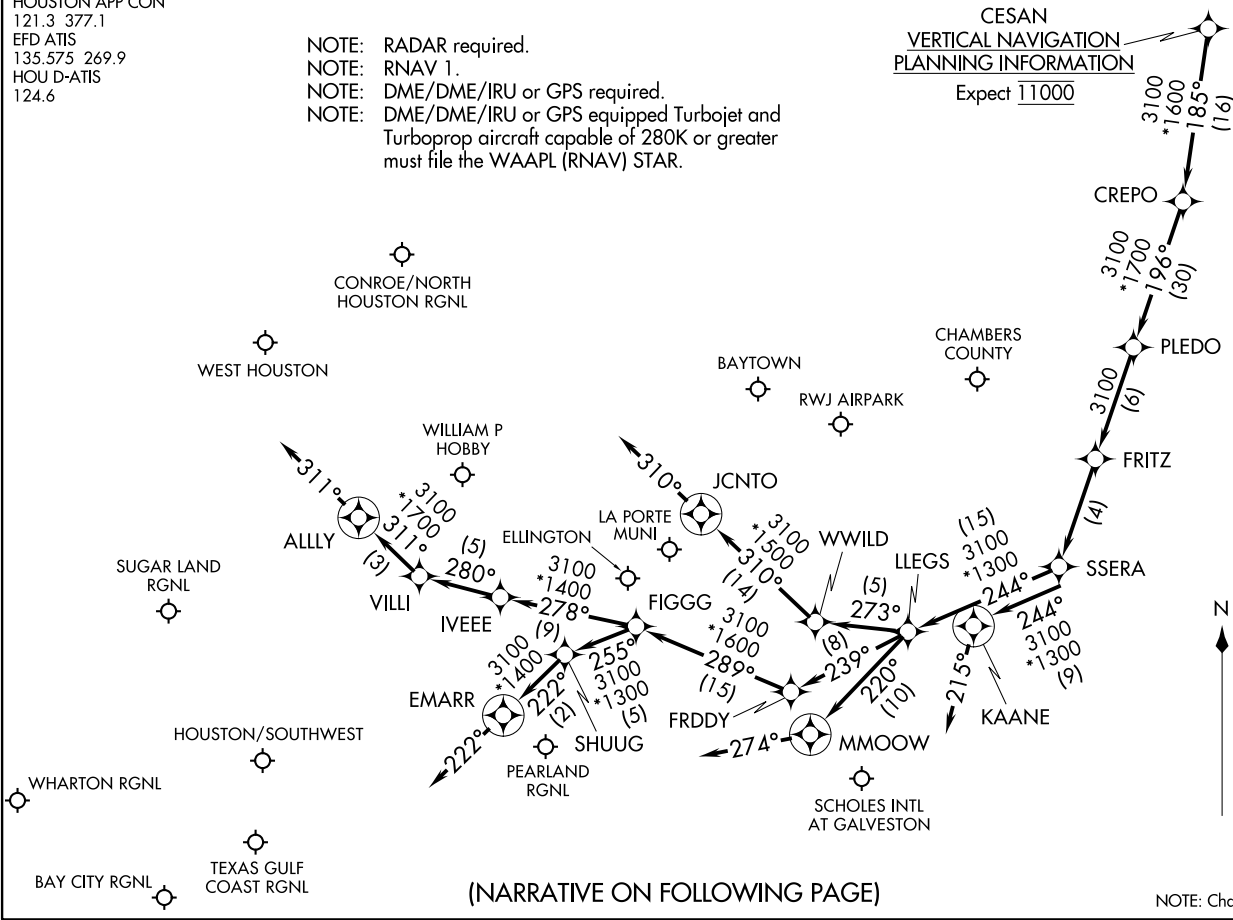 HOUSTON APP CON
121.3 377.1
EFD ATIS
135.575 269.9
HOU D-ATIS
124.6
NOTE: RADAR required.
NOTE: RNAV 1.
NOTE: DME/DME/IRU or GPS required.
NOTE: DME/DME/IRU or GPS equipped Turbojet and
Turboprop aircraft capable of 280K or greater
must file the WAAPL (RNAV) STAR.
CESAN
VERTICAL NAVIGATION
PLANNING INFORMATION
Expect 11000
3100
*1600
185°
(16)
CREPO
3100
*1700
196°
(30)
PLEDO
3100
(6)
FRITZ
(4)
SSERA
CONROE/NORTH
HOUSTON RGNL
WEST HOUSTON
BAYTOWN
CHAMBERS
COUNTY
RWJ AIRPARK
WILLIAM P
HOBBY
311°
ALLLY
3100
*1700
311°
(3)
VILLI
(5)
280°
IVEEE
ELLINGTON
LA PORTE
MUNI
310°
JCNTO
3100
*1500
310°
(14)
WWILD
(5)
273°
LLEGS
(15)
3100
*1300
244°
244°
3100
*1300
(9)
KAANE
215°
SUGAR LAND
RGNL
3100
*1400
278°
(9)
FIGGG
3100
*1600
289°
(15)
(8)
239°
220°
(10)
FRDDY
MMOOW
274°
255°
3100
*1300
(5)
SHUUG
3100
*1400
222°
(2)
EMARR
222°
PEARLAND
RGNL
HOUSTON/SOUTHWEST
WHARTON RGNL
SCHOLES INTL
AT GALVESTON
TEXAS GULF
COAST RGNL
BAY CITY RGNL
N
(NARRATIVE ON FOLLOWING PAGE)
NOTE: Cha